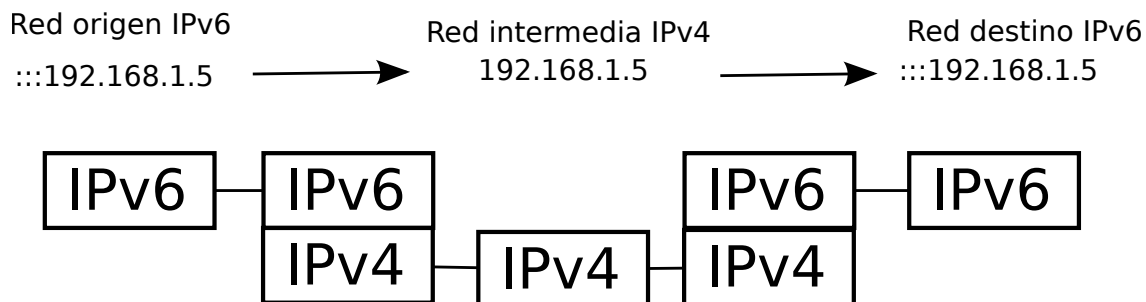 Red origen IPv6
:::192.168.1.5
Red intermedia IPv4
192.168.1.5
Red destino IPv6
:::192.168.1.5
IPv6
IPv6
IPv6
IPv6
IPv4
IPv4
IPv4